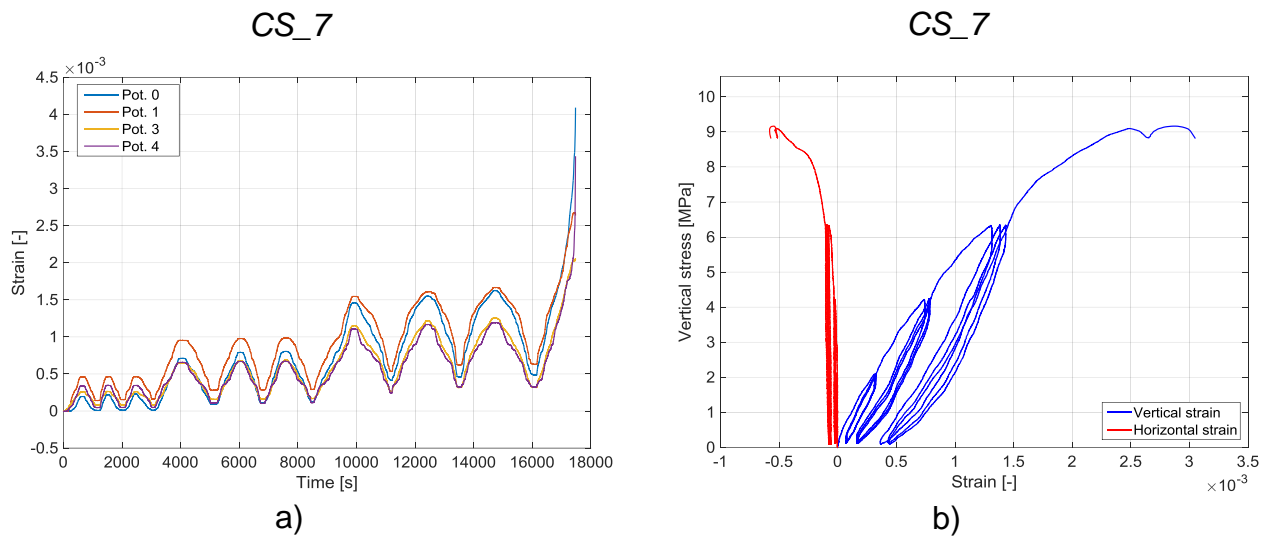 CS_7
×10⁻³
4.5
4
3.5
3
2.5
2
1.5
1
0.5
0
-0.5
Strain [-]
Pot. 0
Pot. 1
Pot. 3
Pot. 4
0 2000 4000 6000 8000 10000 12000 14000 16000 18000
Time [s]
a)
CS_7
10
9
8
7
6
5
4
3
2
1
0
Vertical stress [MPa]
Vertical strain
Horizontal strain
-1 -0.5 0 0.5 1 1.5 2 2.5 3 3.5
Strain [-]
×10⁻³
b)